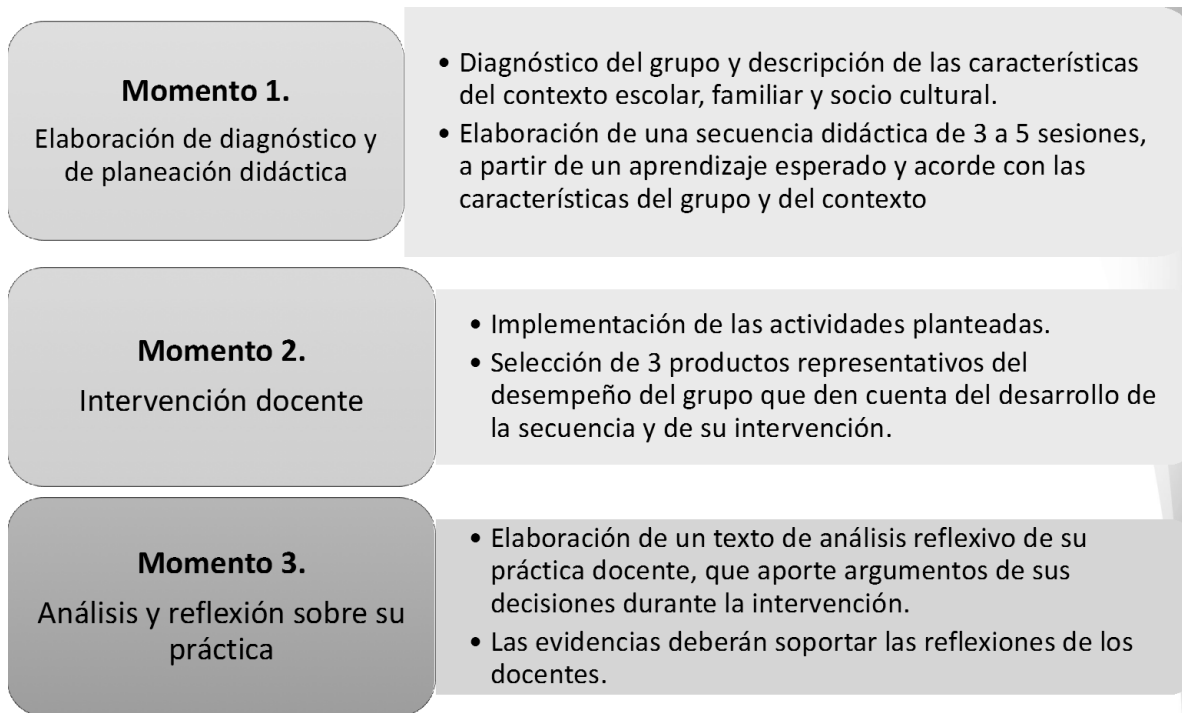 Momento 1.
Elaboración de diagnóstico y
de planeación didáctica
• Diagnóstico del grupo y descripción de las características
del contexto escolar, familiar y socio cultural.
• Elaboración de una secuencia didáctica de 3 a 5 sesiones,
a partir de un aprendizaje esperado y acorde con las
características del grupo y del contexto
Momento 2.
Intervención docente
• Implementación de las actividades planteadas.
• Selección de 3 productos representativos del
desempeño del grupo que den cuenta del desarrollo de
la secuencia y de su intervención.
Momento 3.
Análisis y reflexión sobre su
práctica
• Elaboración de un texto de análisis reflexivo de su
práctica docente, que aporte argumentos de sus
decisiones durante la intervención.
• Las evidencias deberán soportar las reflexiones de los
docentes.